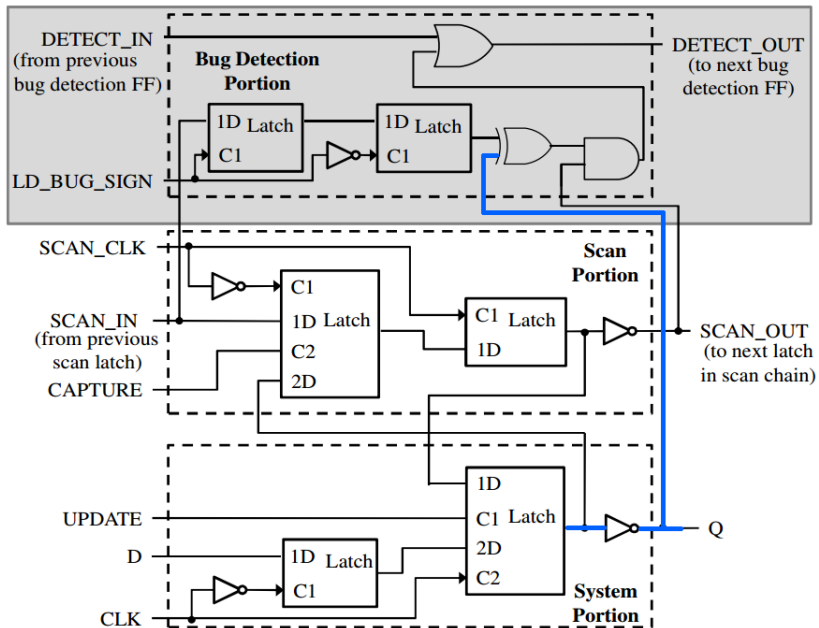 DETECT_IN
(from previous
bug detection FF)
Bug Detection
Portion
DETECT_OUT
(to next bug
detection FF)
1D Latch
C1
1D Latch
C1
LD_BUG_SIGN
SCAN_CLK
Scan
Portion
C1
1D Latch
C2
2D
C1 Latch
1D
SCAN_IN
(from previous
scan latch)
CAPTURE
SCAN_OUT
(to next latch
in scan chain)
1D
C1 Latch
2D
C2
UPDATE
Q
D
1D Latch
C1
CLK
System
Portion